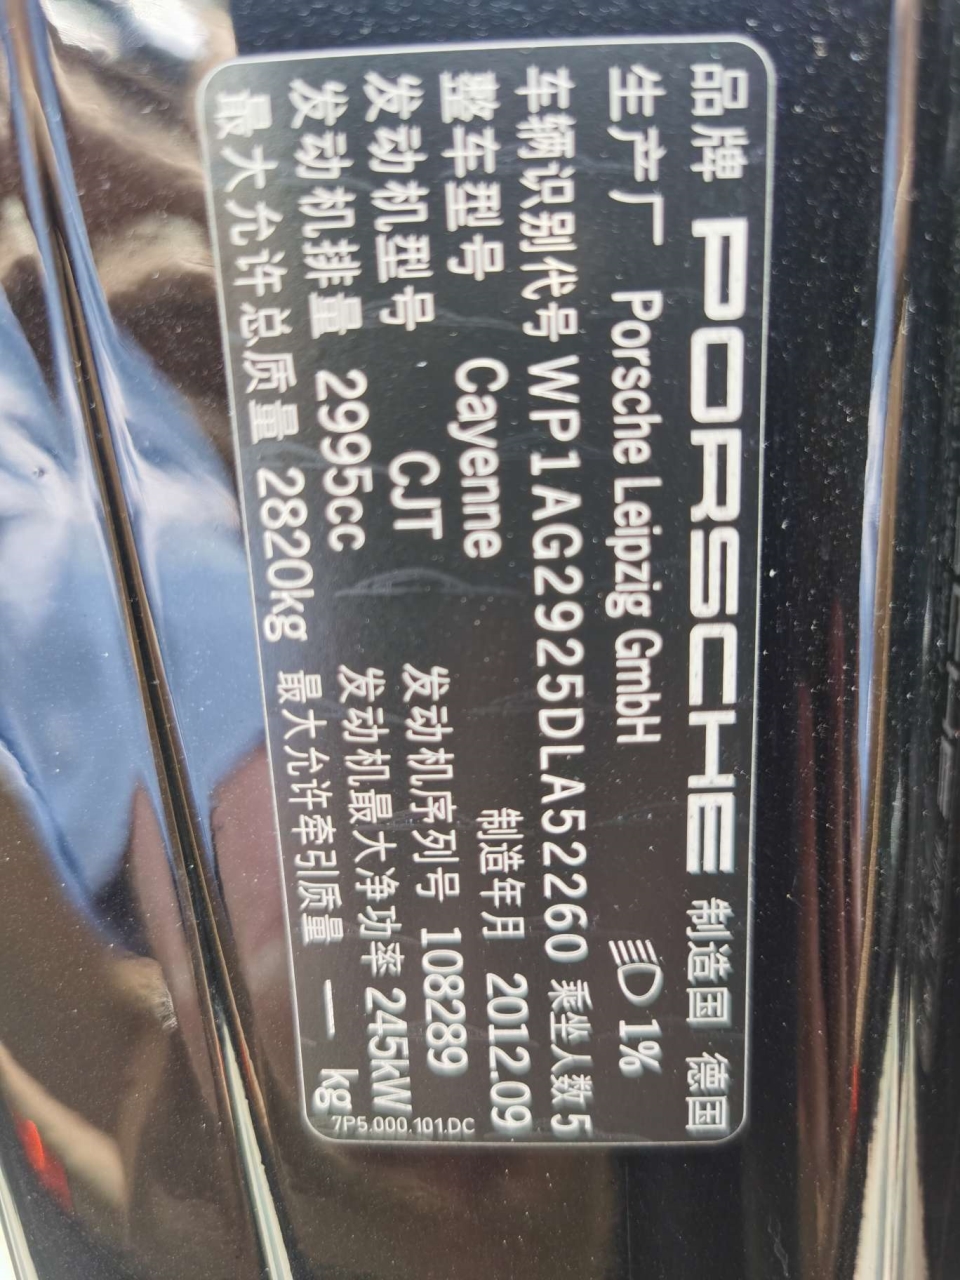 品牌 PORSCHE 制造国 德国
生产厂 Porsche Leipzig GmbH 1%
车辆识别代号 WP1AG2925DLA52260 乘坐人数 5
整车型号 Cayenne 制造年月 2012.09
发动机型号 CJT 发动机序列号 108289
发动机排量 2995cc 发动机最大净功率 245kW
最大允许总质量 2820kg 最大允许牵引质量 — kg
7P5.000.101.DC